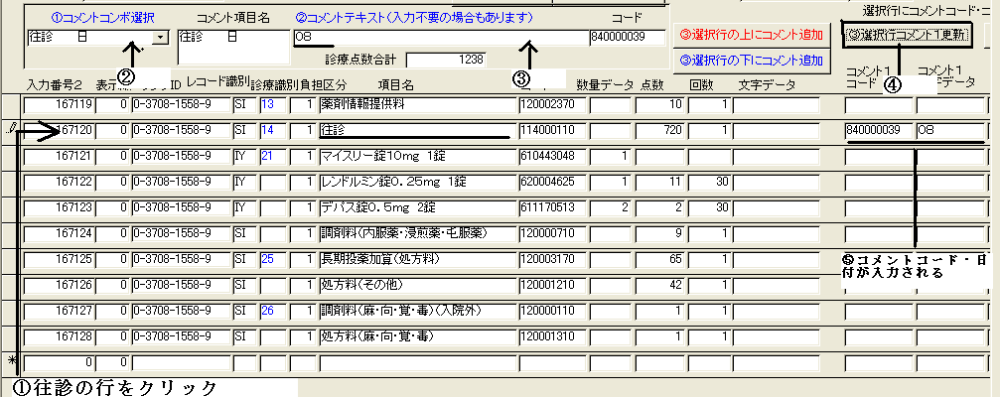 選択行にコメントコード・コ
①コメントコンボ選択 コメント項目名 ②コメントテキスト(入力不要の場合もあります) コード
往診　　日 往診　　日 08 840000039 ③選択行の上にコメント追加 ③選択行コメント1更新
② 診療点数合計 1238 ③ ③選択行の下にコメント追加 ④
コメント1 コメント1
入力番号2 レコード識別 診療識別 負担区分 項目名 数量データ 点数 回数 文字データ コード データ
167119 0 0-3708-1558-9 SI 13 1 薬剤情報提供料 120002370 10 1
167120 0 0-3708-1558-9 SI 14 1 往診 114000110 720 1 840000039 08
167121 0 0-3708-1558-9 IY 21 1 マイスリー錠10mg 1錠 610443048 1
167122 0 0-3708-1558-9 IY 1 レンドルミン錠0.25mg 1錠 620004625 1 11 30
167123 0 0-3708-1558-9 IY 1 デパス錠0.5mg 2錠 611170513 2 2 30
167124 0 0-3708-1558-9 SI 1 調剤料(内服薬・浸煎薬・屯服薬) 120000710 9 1
167125 0 0-3708-1558-9 SI 25 1 長期投薬加算(処方料) 120003170 65 1
⑤コメントコード・日
付が入力される
167126 0 0-3708-1558-9 SI 1 処方料(その他) 120001210 42 1
167127 0 0-3708-1558-9 SI 26 1 調剤料(麻・向・覚・毒)(入院外) 120000110 1 1
167128 0 0-3708-1558-9 SI 1 処方料(麻・向・覚・毒) 120001310 1 1
* 0 0
①往診の行をクリック